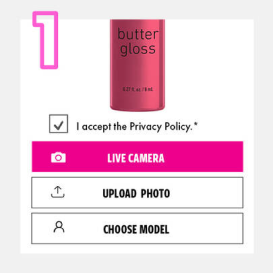 1
butter
gloss
0.27 fl. oz. / 8 mL
I accept the Privacy Policy.*
LIVE CAMERA
UPLOAD PHOTO
CHOOSE MODEL